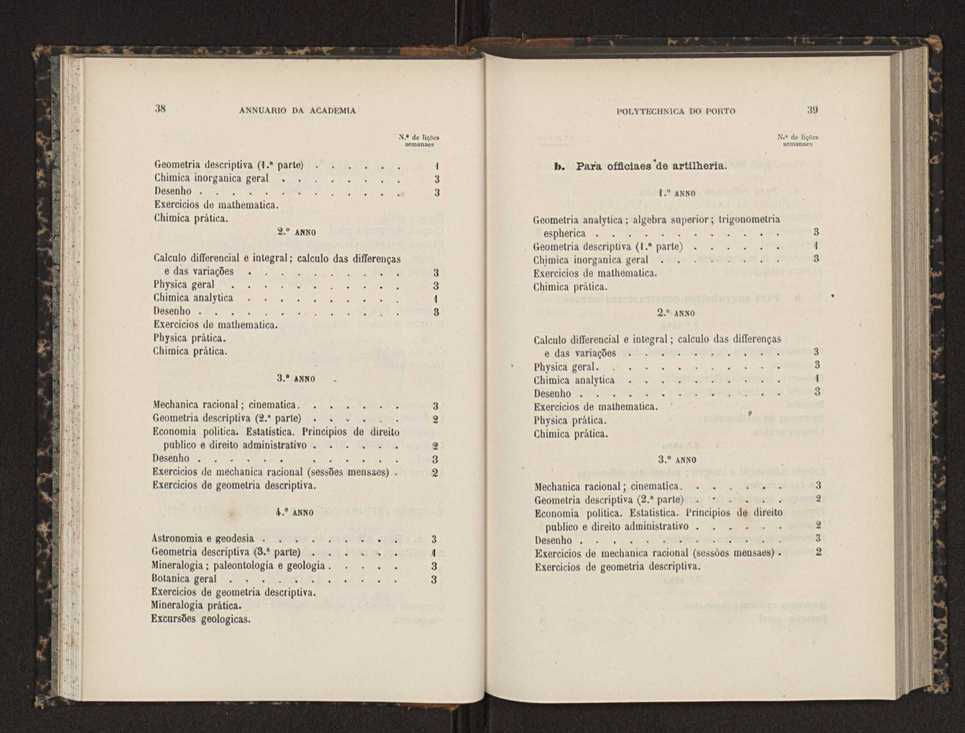 38 ANNUARIO DA ACADEMIA
N.º de lições
semanaes
Geometria descriptiva (1.ª parte) . . . . . . 1
Chimica inorganica geral . . . . . . . . 3
Desenho . . . . . . . . . . . . . 3
Exercicios de mathematica.
Chimica prática.
2.º ANNO
Calculo differencial e integral; calculo das differenças
e das variações . . . . . . . . . . 3
Physica geral . . . . . . . . . . . 3
Chimica analytica . . . . . . . . . . 1
Desenho . . . . . . . . . . . . . 3
Exercicios de mathematica.
Physica prática.
Chimica prática.
3.º ANNO
Mechanica racional; cinematica. . . . . . . 3
Geometria descriptiva (2.ª parte) . . . . . . 2
Economia politica. Estatistica. Principios de direito
publico e direito administrativo . . . . . . 2
Desenho . . . . . . . . . . . . 3
Exercicios de mechanica racional (sessões mensaes) . 2
Exercicios de geometria descriptiva.
4.º ANNO
Astronomia e geodesia . . . . . . . . . 3
Geometria descriptiva (3.ª parte) . . . . . . 1
Mineralogia; paleontologia e geologia . . . . . 3
Botanica geral . . . . . . . . . . . 3
Exercicios de geometria descriptiva.
Mineralogia prática.
Excursões geologicas.
POLYTECHNICA DO PORTO 39
N.º de lições
semanaes
b. Para officiaes de artilheria.
1.º ANNO
Geometria analytica; algebra superior; trigonometria
espherica . . . . . . . . . . . . 3
Geometria descriptiva (1.ª parte) . . . . . . 1
Chimica inorganica geral . . . . . . . . 3
Exercicios de mathematica.
Chimica prática.
2.º ANNO
Calculo differencial e integral; calculo das differenças
e das variações . . . . . . . . . . 3
Physica geral. . . . . . . . . . . . 3
Chimica analytica . . . . . . . . . . 1
Desenho . . . . . . . . . . . . . 3
Exercicios de mathematica.
Physica prática.
Chimica prática.
3.º ANNO
Mechanica racional; cinematica. . . . . . . 3
Geometria descriptiva (2.ª parte) . . . . . . 2
Economia politica. Estatistica. Principios de direito
publico e direito administrativo . . . . . . 2
Desenho . . . . . . . . . . . . . 3
Exercicios de mechanica racional (sessões mensaes) . 2
Exercicios de geometria descriptiva.